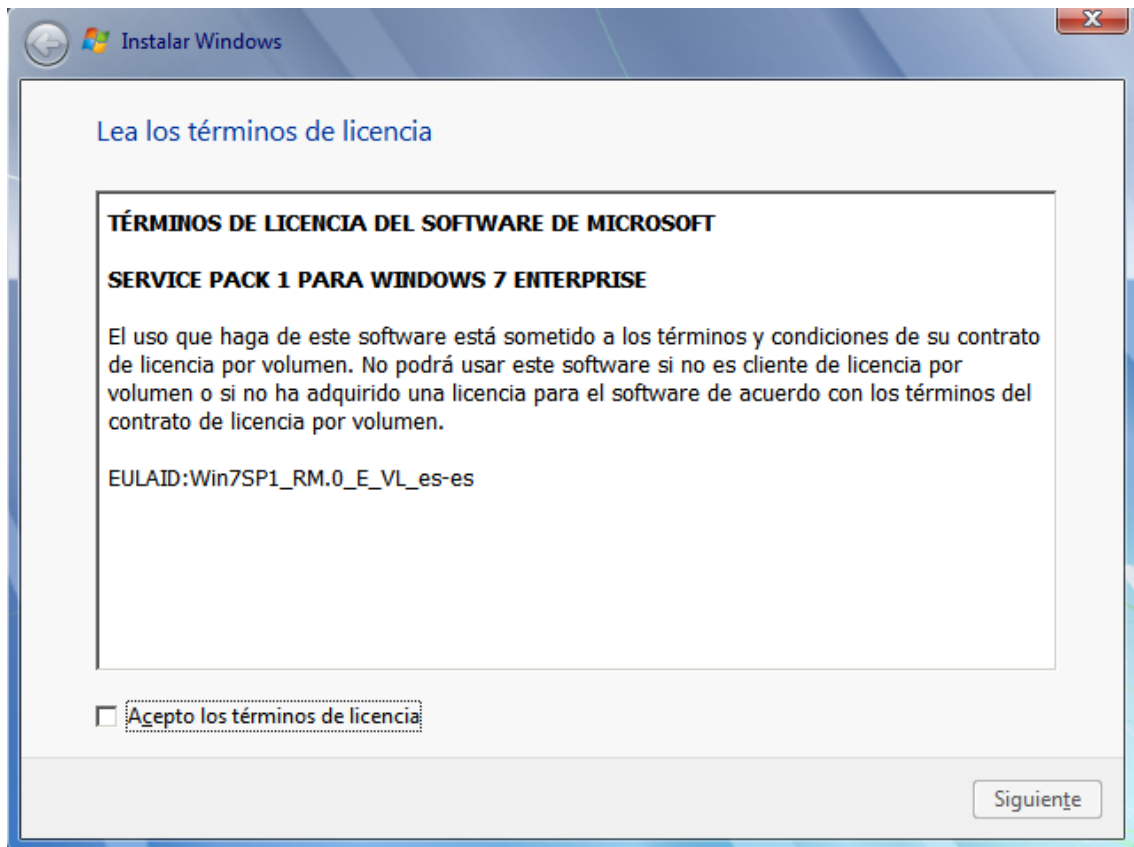 Instalar Windows
Lea los términos de licencia
TÉRMINOS DE LICENCIA DEL SOFTWARE DE MICROSOFT
SERVICE PACK 1 PARA WINDOWS 7 ENTERPRISE
El uso que haga de este software está sometido a los términos y condiciones de su contrato
de licencia por volumen. No podrá usar este software si no es cliente de licencia por
volumen o si no ha adquirido una licencia para el software de acuerdo con los términos del
contrato de licencia por volumen.
EULAID:Win7SP1_RM.0_E_VL_es-es
Acepto los términos de licencia
Siguiente